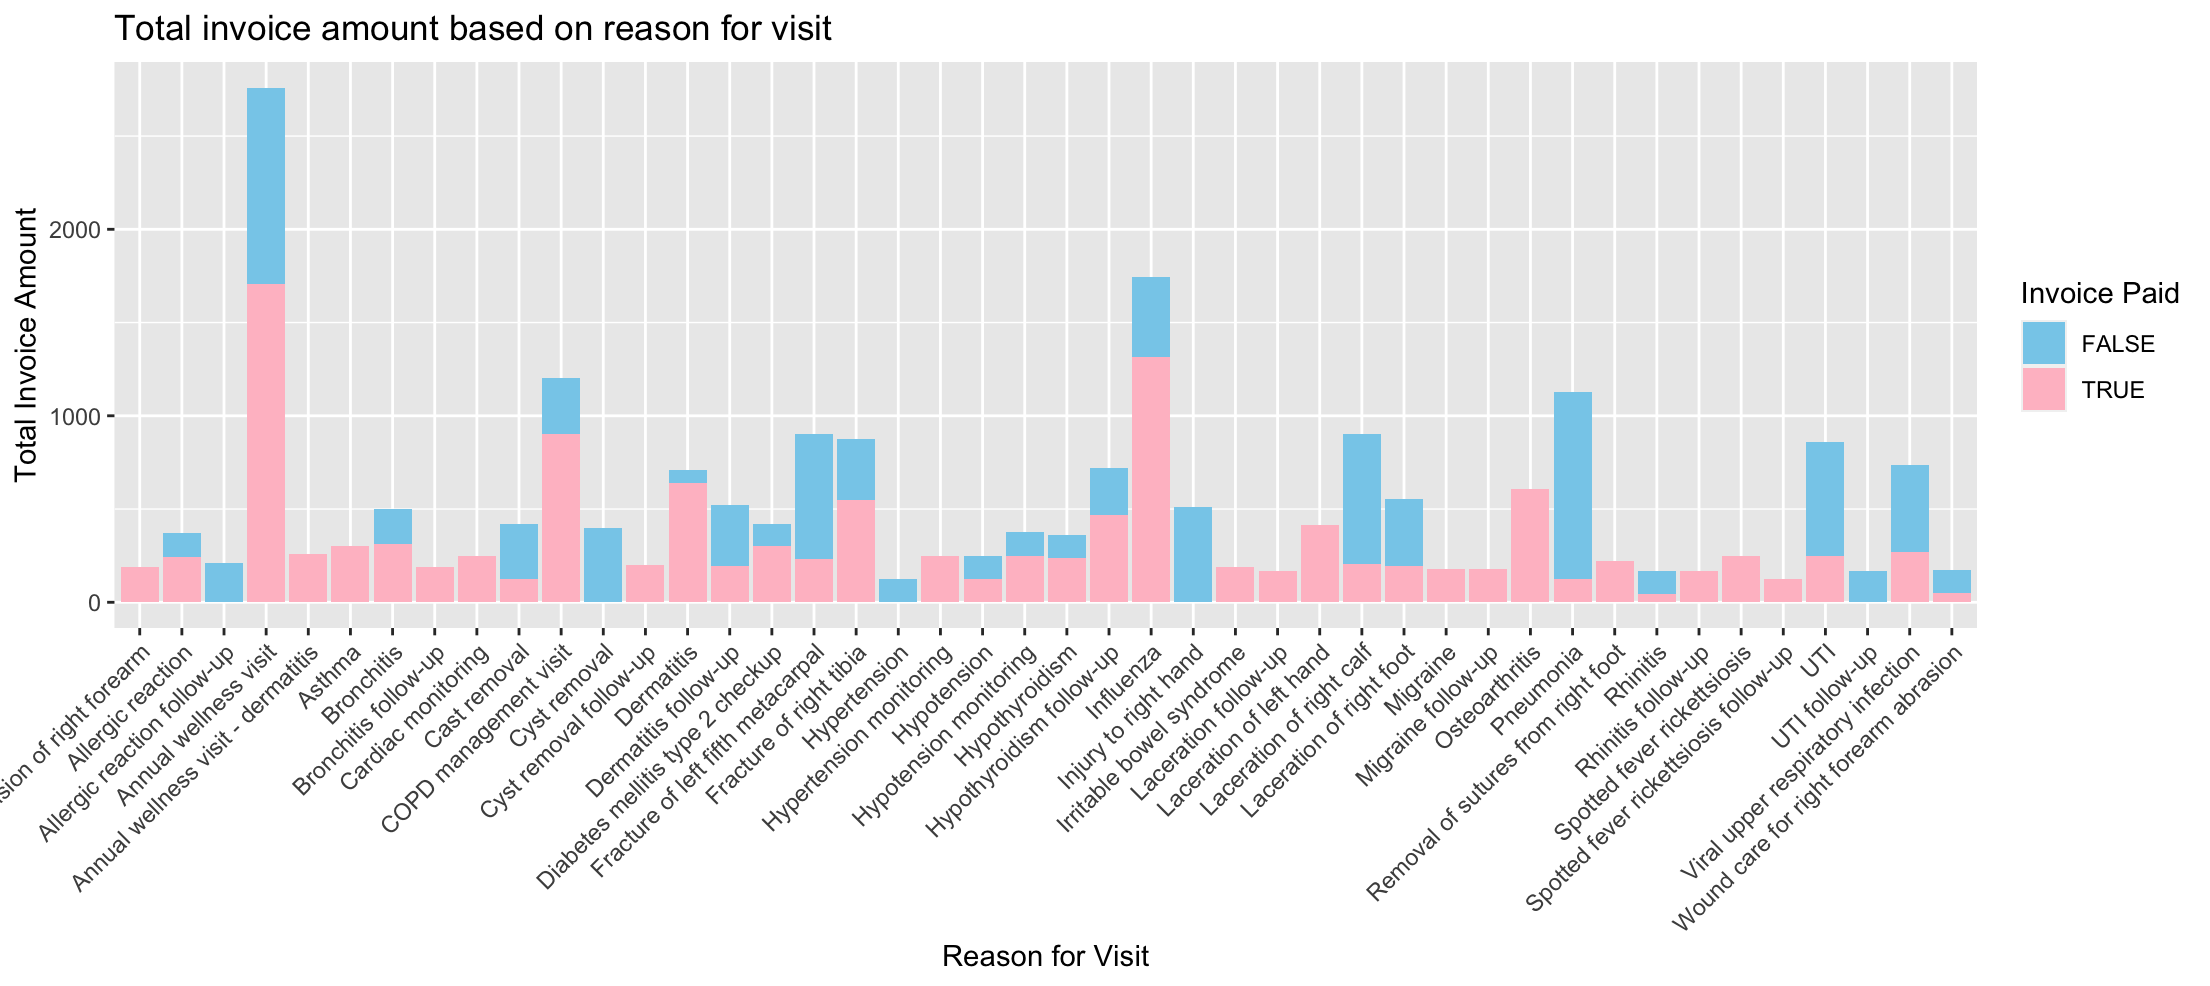 Total invoice amount based on reason for visit
Total Invoice Amount
2000
1000
0
of right forearm
Allergic reaction
Allergic reaction follow-up
Annual wellness visit
Annual wellness visit - dermatitis
Asthma
Bronchitis
Bronchitis follow-up
Cardiac monitoring
Cast removal
COPD management visit
Cyst removal
Cyst removal follow-up
Dermatitis
Dermatitis follow-up
Diabetes mellitis type 2 checkup
Fracture of left fifth metacarpal
Fracture of right tibia
Hypertension
Hypertension monitoring
Hypotension
Hypotension monitoring
Hypothyroidism
Hypothyroidism follow-up
Influenza
Injury to right hand
Irritable bowel syndrome
Laceration follow-up
Laceration of left hand
Laceration of right calf
Laceration of right foot
Migraine
Migraine follow-up
Osteoarthritis
Pneumonia
Removal of sutures from right foot
Rhinitis
Rhinitis follow-up
Spotted fever rickettsiosis
Spotted fever rickettsiosis follow-up
UTI
UTI follow-up
Viral upper respiratory infection
Wound care for right forearm abrasion
Reason for Visit
Invoice Paid
FALSE
TRUE